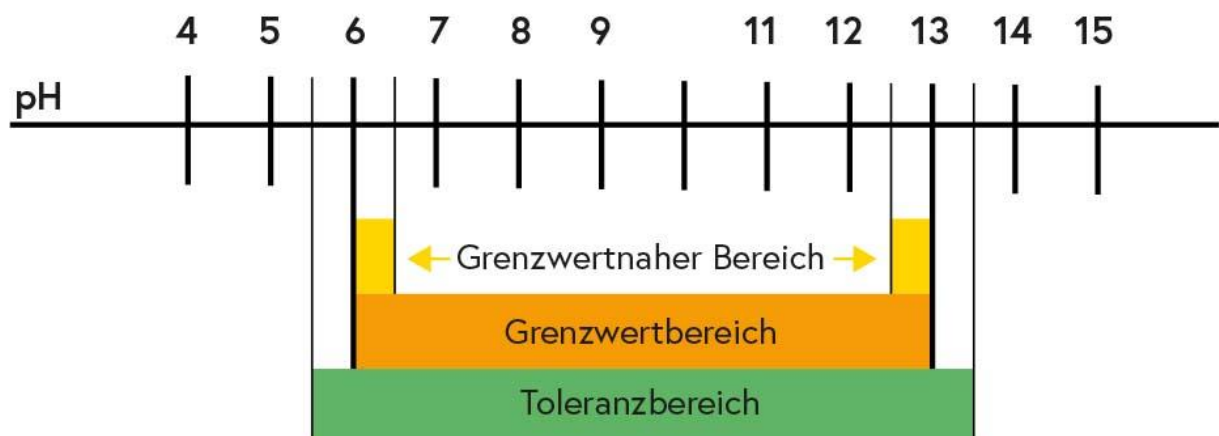 4 5 6 7 8 9 11 12 13 14 15
pH
Grenzwertnaher Bereich
Grenzwertbereich
Toleranzbereich